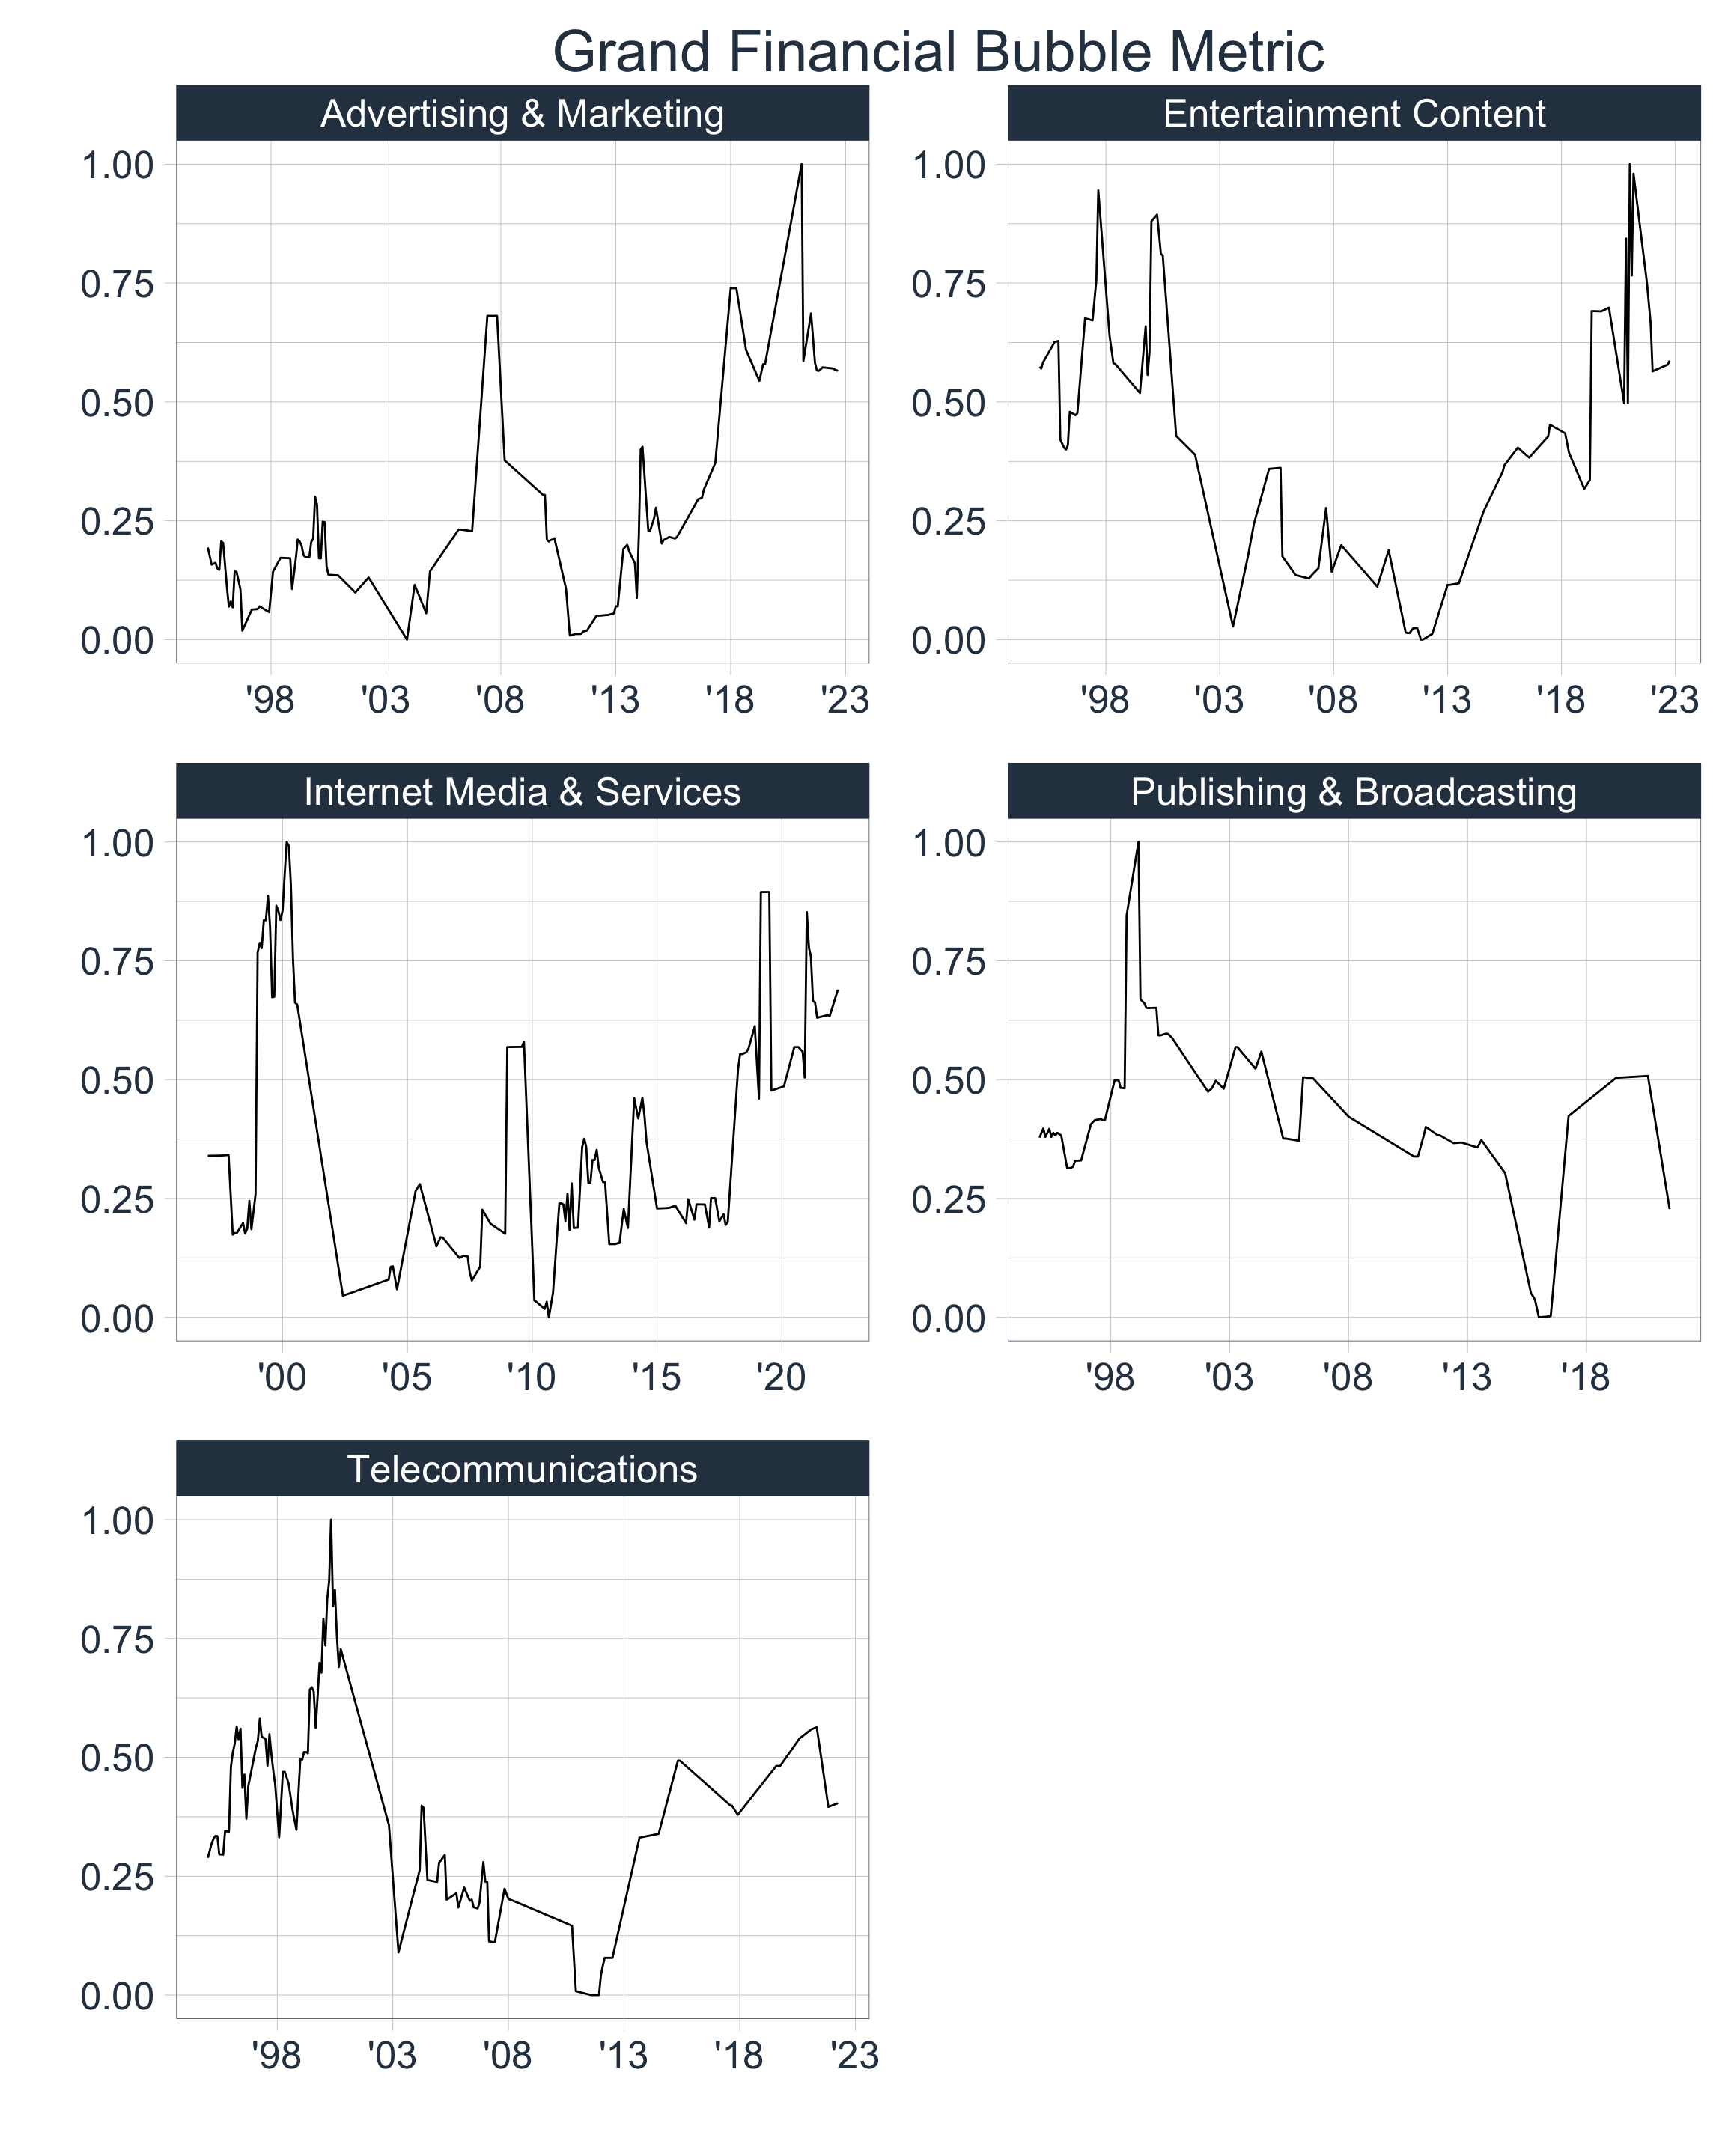 Grand Financial Bubble Metric
Advertising & Marketing
Entertainment Content
1.00
0.75
0.50
0.25
0.00
'98 '03 '08 '13 '18 '23
1.00
0.75
0.50
0.25
0.00
'98 '03 '08 '13 '18 '23
Internet Media & Services
Publishing & Broadcasting
1.00
0.75
0.50
0.25
0.00
'00 '05 '10 '15 '20
1.00
0.75
0.50
0.25
0.00
'98 '03 '08 '13 '18
Telecommunications
1.00
0.75
0.50
0.25
0.00
'98 '03 '08 '13 '18 '23